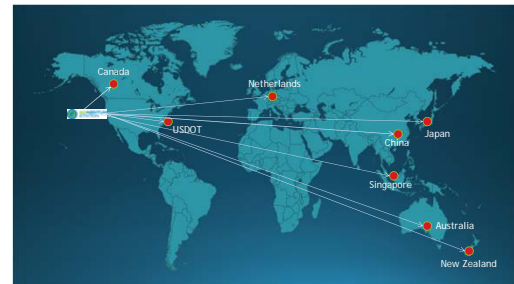 Canada
Netherlands
USDOT
Japan
China
Singapore
Australia
New Zealand